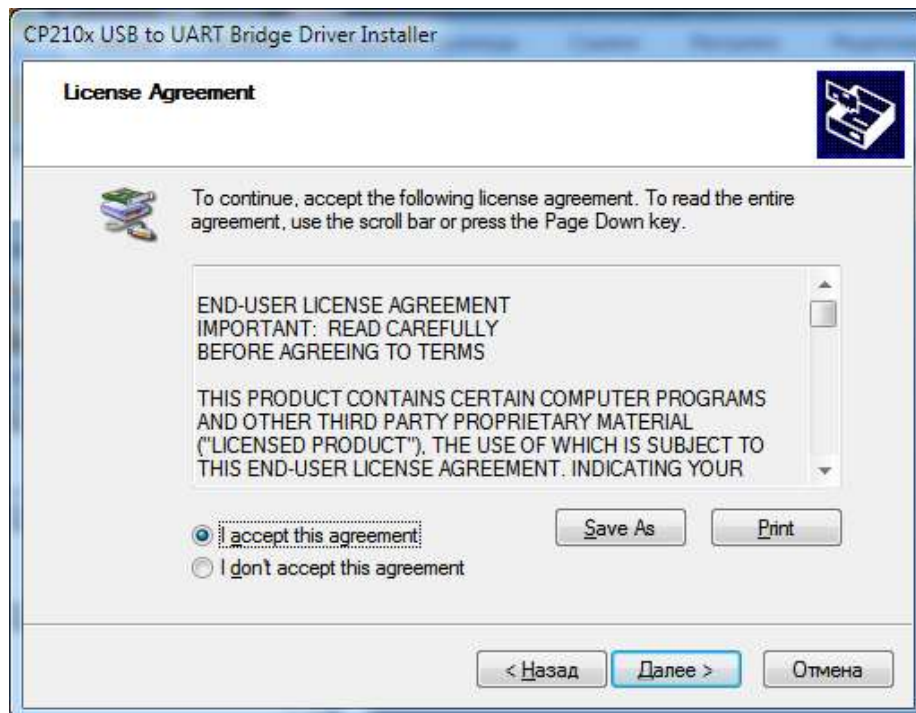 CP210x USB to UART Bridge Driver Installer
License Agreement
To continue, accept the following license agreement. To read the entire
agreement, use the scroll bar or press the Page Down key.
END-USER LICENSE AGREEMENT
IMPORTANT: READ CAREFULLY
BEFORE AGREEING TO TERMS
THIS PRODUCT CONTAINS CERTAIN COMPUTER PROGRAMS
AND OTHER THIRD PARTY PROPRIETARY MATERIAL
("LICENSED PRODUCT"), THE USE OF WHICH IS SUBJECT TO
THIS END-USER LICENSE AGREEMENT. INDICATING YOUR
I accept this agreement
Save As
Print
I don't accept this agreement
< Назад
Далее >
Отмена